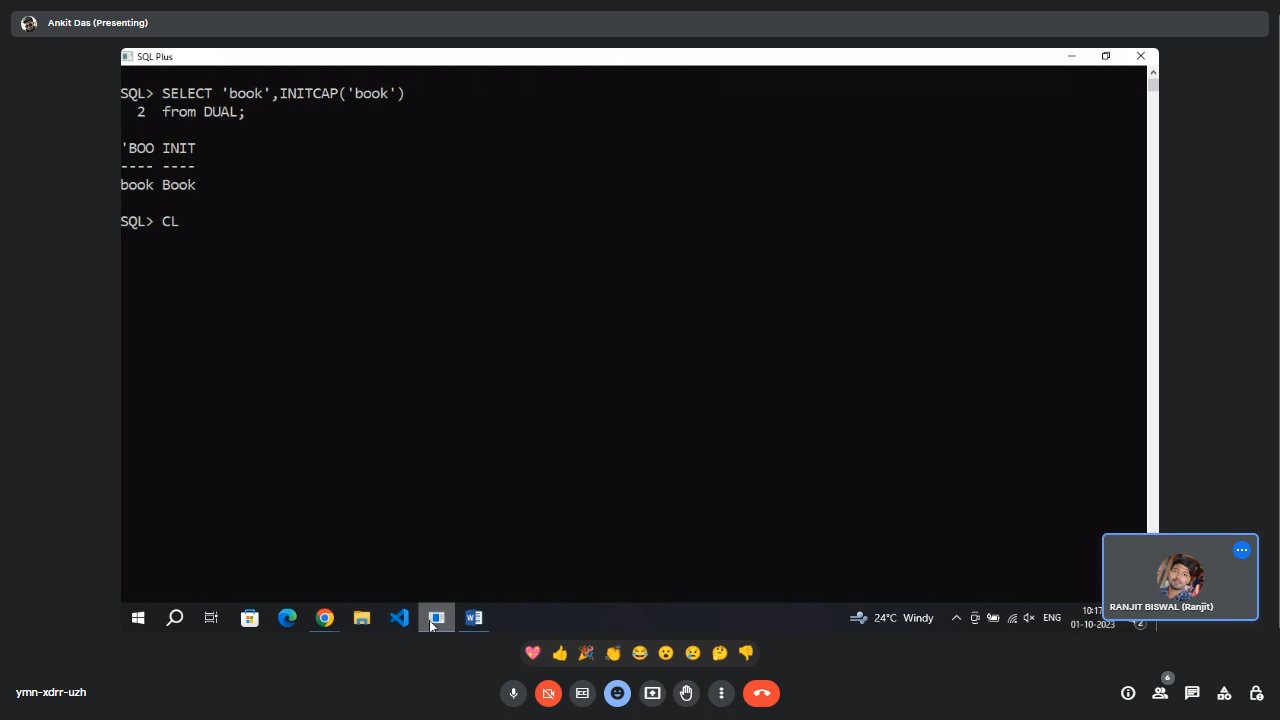 Ankit Das (Presenting)
SQL Plus
SQL> SELECT 'book',INITCAP('book')
2 from DUAL;
'BOO INIT
---- ----
book Book
SQL> CL
RANJIT BISWAL (Ranjit)
24°C Windy
ENG
10:17
01-10-2023
2
ymn-xdrr-uzh
6